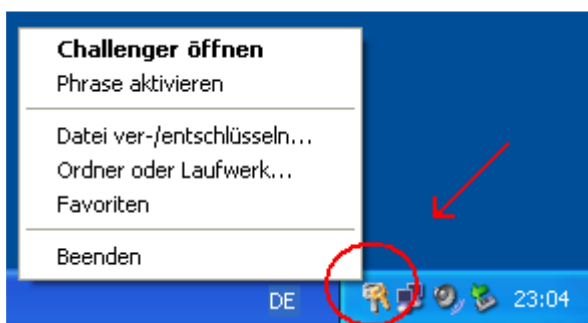 Challenger öffnen
Phrase aktivieren
Datei ver-/entschlüsseln...
Ordner oder Laufwerk...
Favoriten
Beenden
DE
23:04